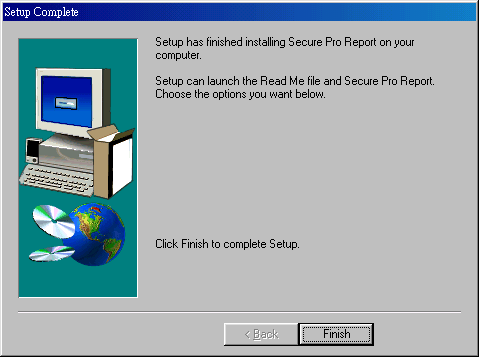 Setup Complete
Setup has finished installing Secure Pro Report on your
computer.
Setup can launch the Read Me file and Secure Pro Report.
Choose the options you want below.
Click Finish to complete Setup.
< Back
Finish